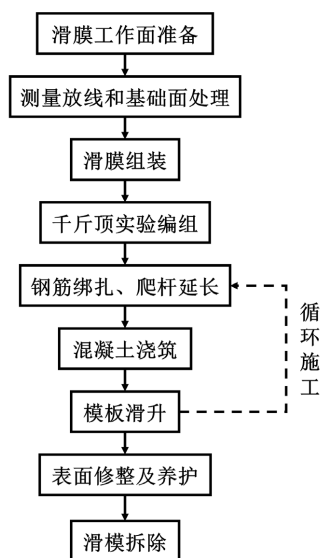 滑膜工作面准备
测量放线和基础面处理
滑膜组装
千斤顶实验编组
钢筋绑扎、爬杆延长
混凝土浇筑
模板滑升
循环施工
表面修整及养护
滑模拆除